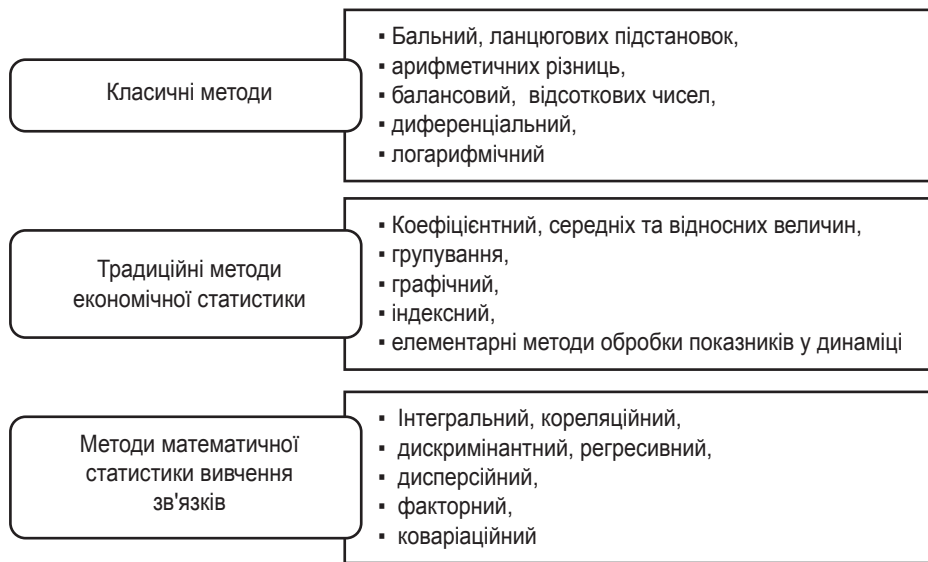 Класичні методи
▪ Бальний, ланцюгових підстановок,
▪ арифметичних різниць,
▪ балансовий, відсоткових чисел,
▪ диференціальний,
▪ логарифмічний
Традиційні методи
економічної статистики
▪ Коефіцієнтний, середніх та відносних величин,
▪ групування,
▪ графічний,
▪ індексний,
▪ елементарні методи обробки показників у динаміці
Методи математичної
статистики вивчення
зв'язків
▪ Інтегральний, кореляційний,
▪ дискримінантний, регресивний,
▪ дисперсійний,
▪ факторний,
▪ коваріаційний